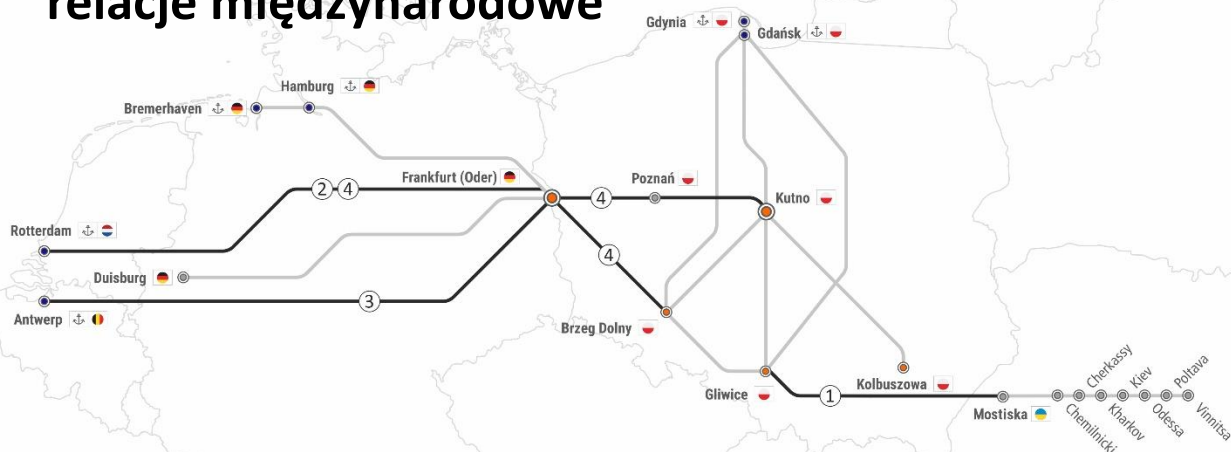 relacje międzynarodowe
Gdynia
Gdańsk
Hamburg
Bremerhaven
Frankfurt (Oder)
Poznań
2 4
4
Kutno
Rotterdam
4
Duisburg
3
Antwerp
Brzeg Dolny
Gliwice
Kolbuszowa
1
Mostiska
Chemilnicki
Cherkassy
Kharkov
Kiev
Odessa
Połtava
Vinnitsa